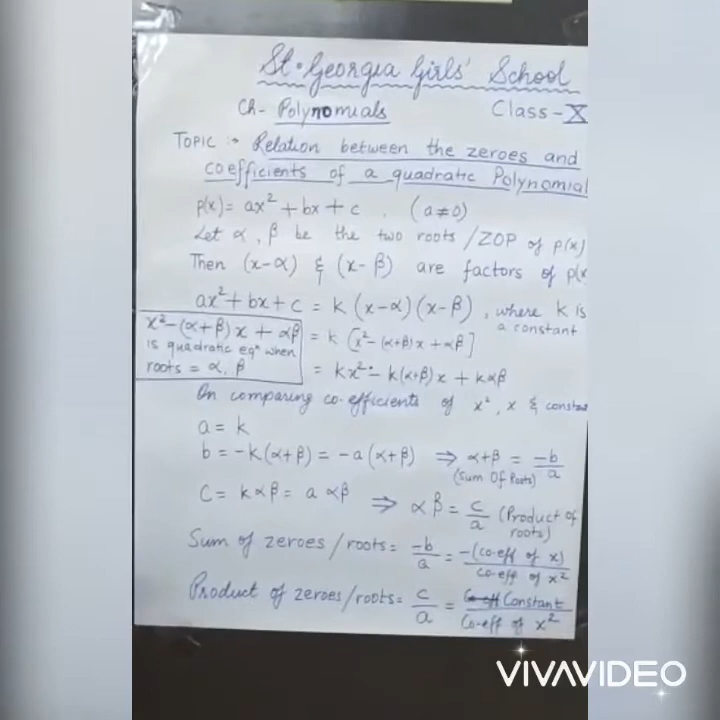 St. Georgia Girls' School
Ch- Polynomials Class-X
TOPIC :- Relation between the zeroes and
coefficients of a quadratic Polynomial
p(x) = ax² + bx + c . (a≠0)
Let α, β be the two roots/ZOP of p(x)
Then (x-α) & (x-β) are factors of p(x
ax² + bx + c = k (x-α)(x-β), where k is
a constant
x² - (α+β)x + αβ
is quadratic eqⁿ when
roots = α, β
= k [x² - (α+β)x + αβ]
= kx² - k(α+β)x + kαβ
On comparing co-efficients of x², x & constan
a = k
b = -k(α+β) = -a(α+β) ⇒ α+β = -b/a
(Sum Of Roots)
C = kαβ = a αβ ⇒ αβ = c/a (Product of
roots)
Sum of zeroes/roots = -b/a = -(co-eff of x)/co-eff of x²
Product of zeroes/roots = c/a = Constant/Co-eff of x²
VIVAVIDEO